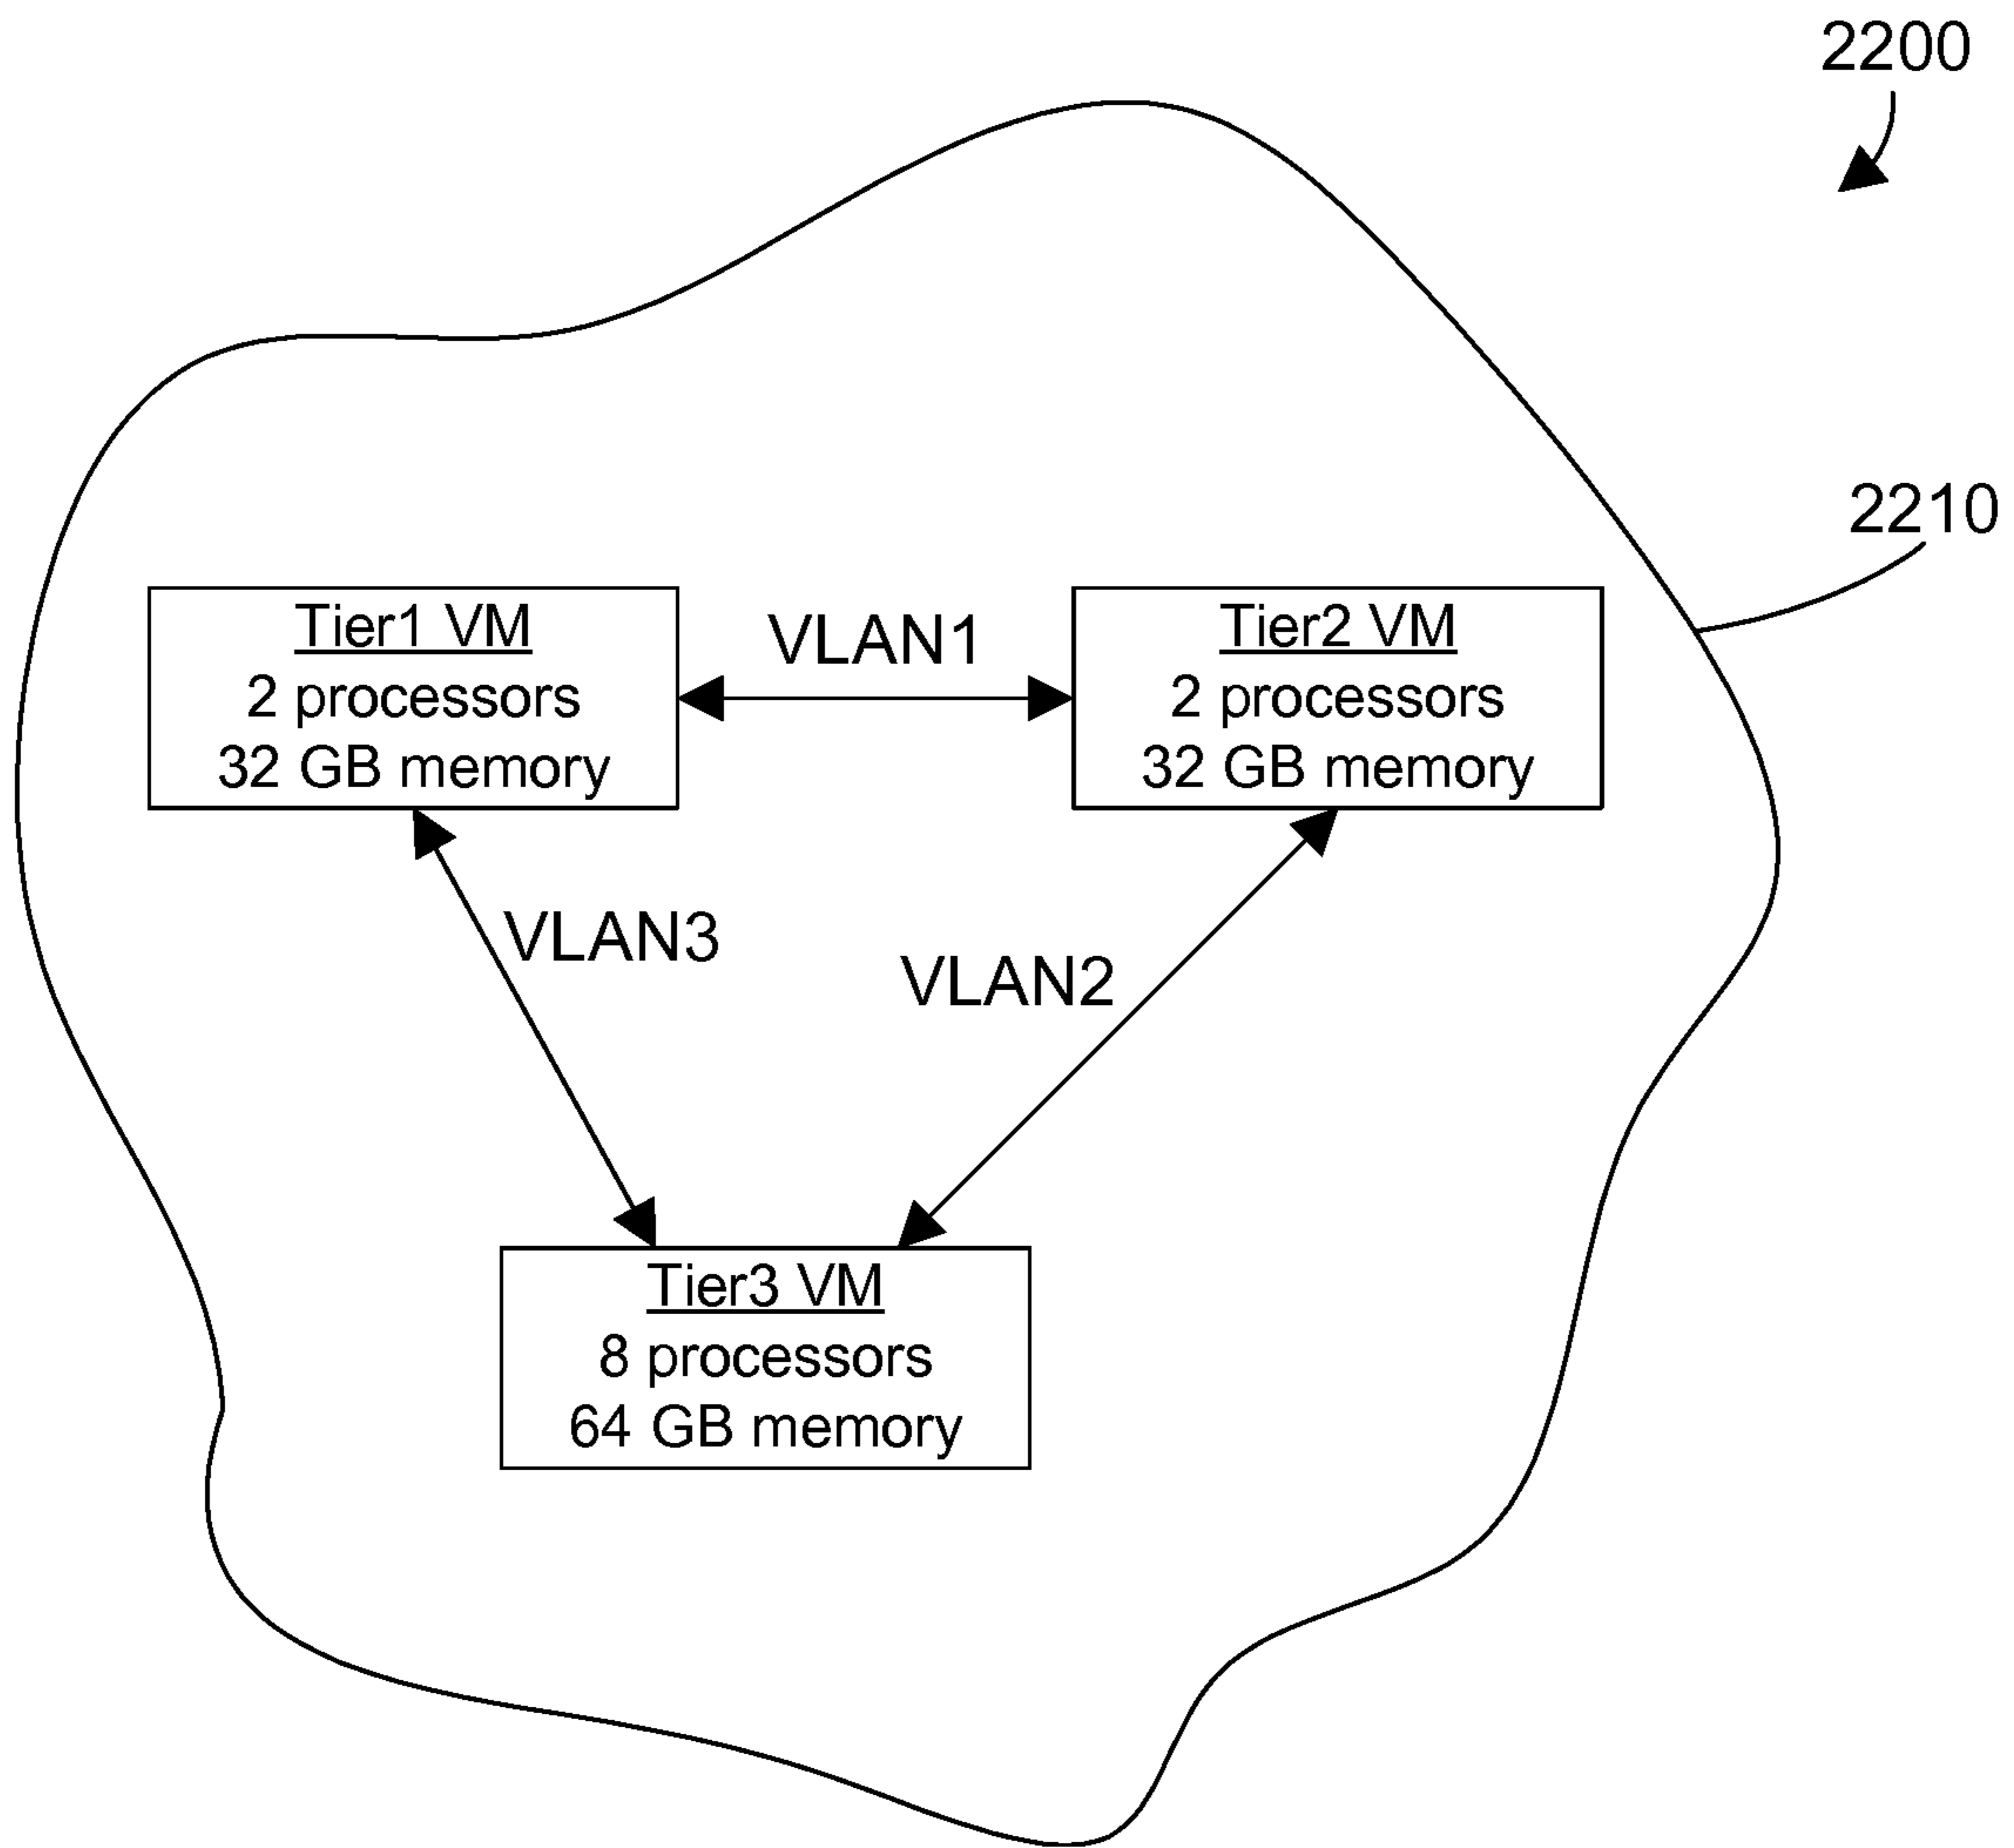 2200
2210
Tier1 VM
2 processors
32 GB memory
VLAN1
Tier2 VM
2 processors
32 GB memory
VLAN3
VLAN2
Tier3 VM
8 processors
64 GB memory